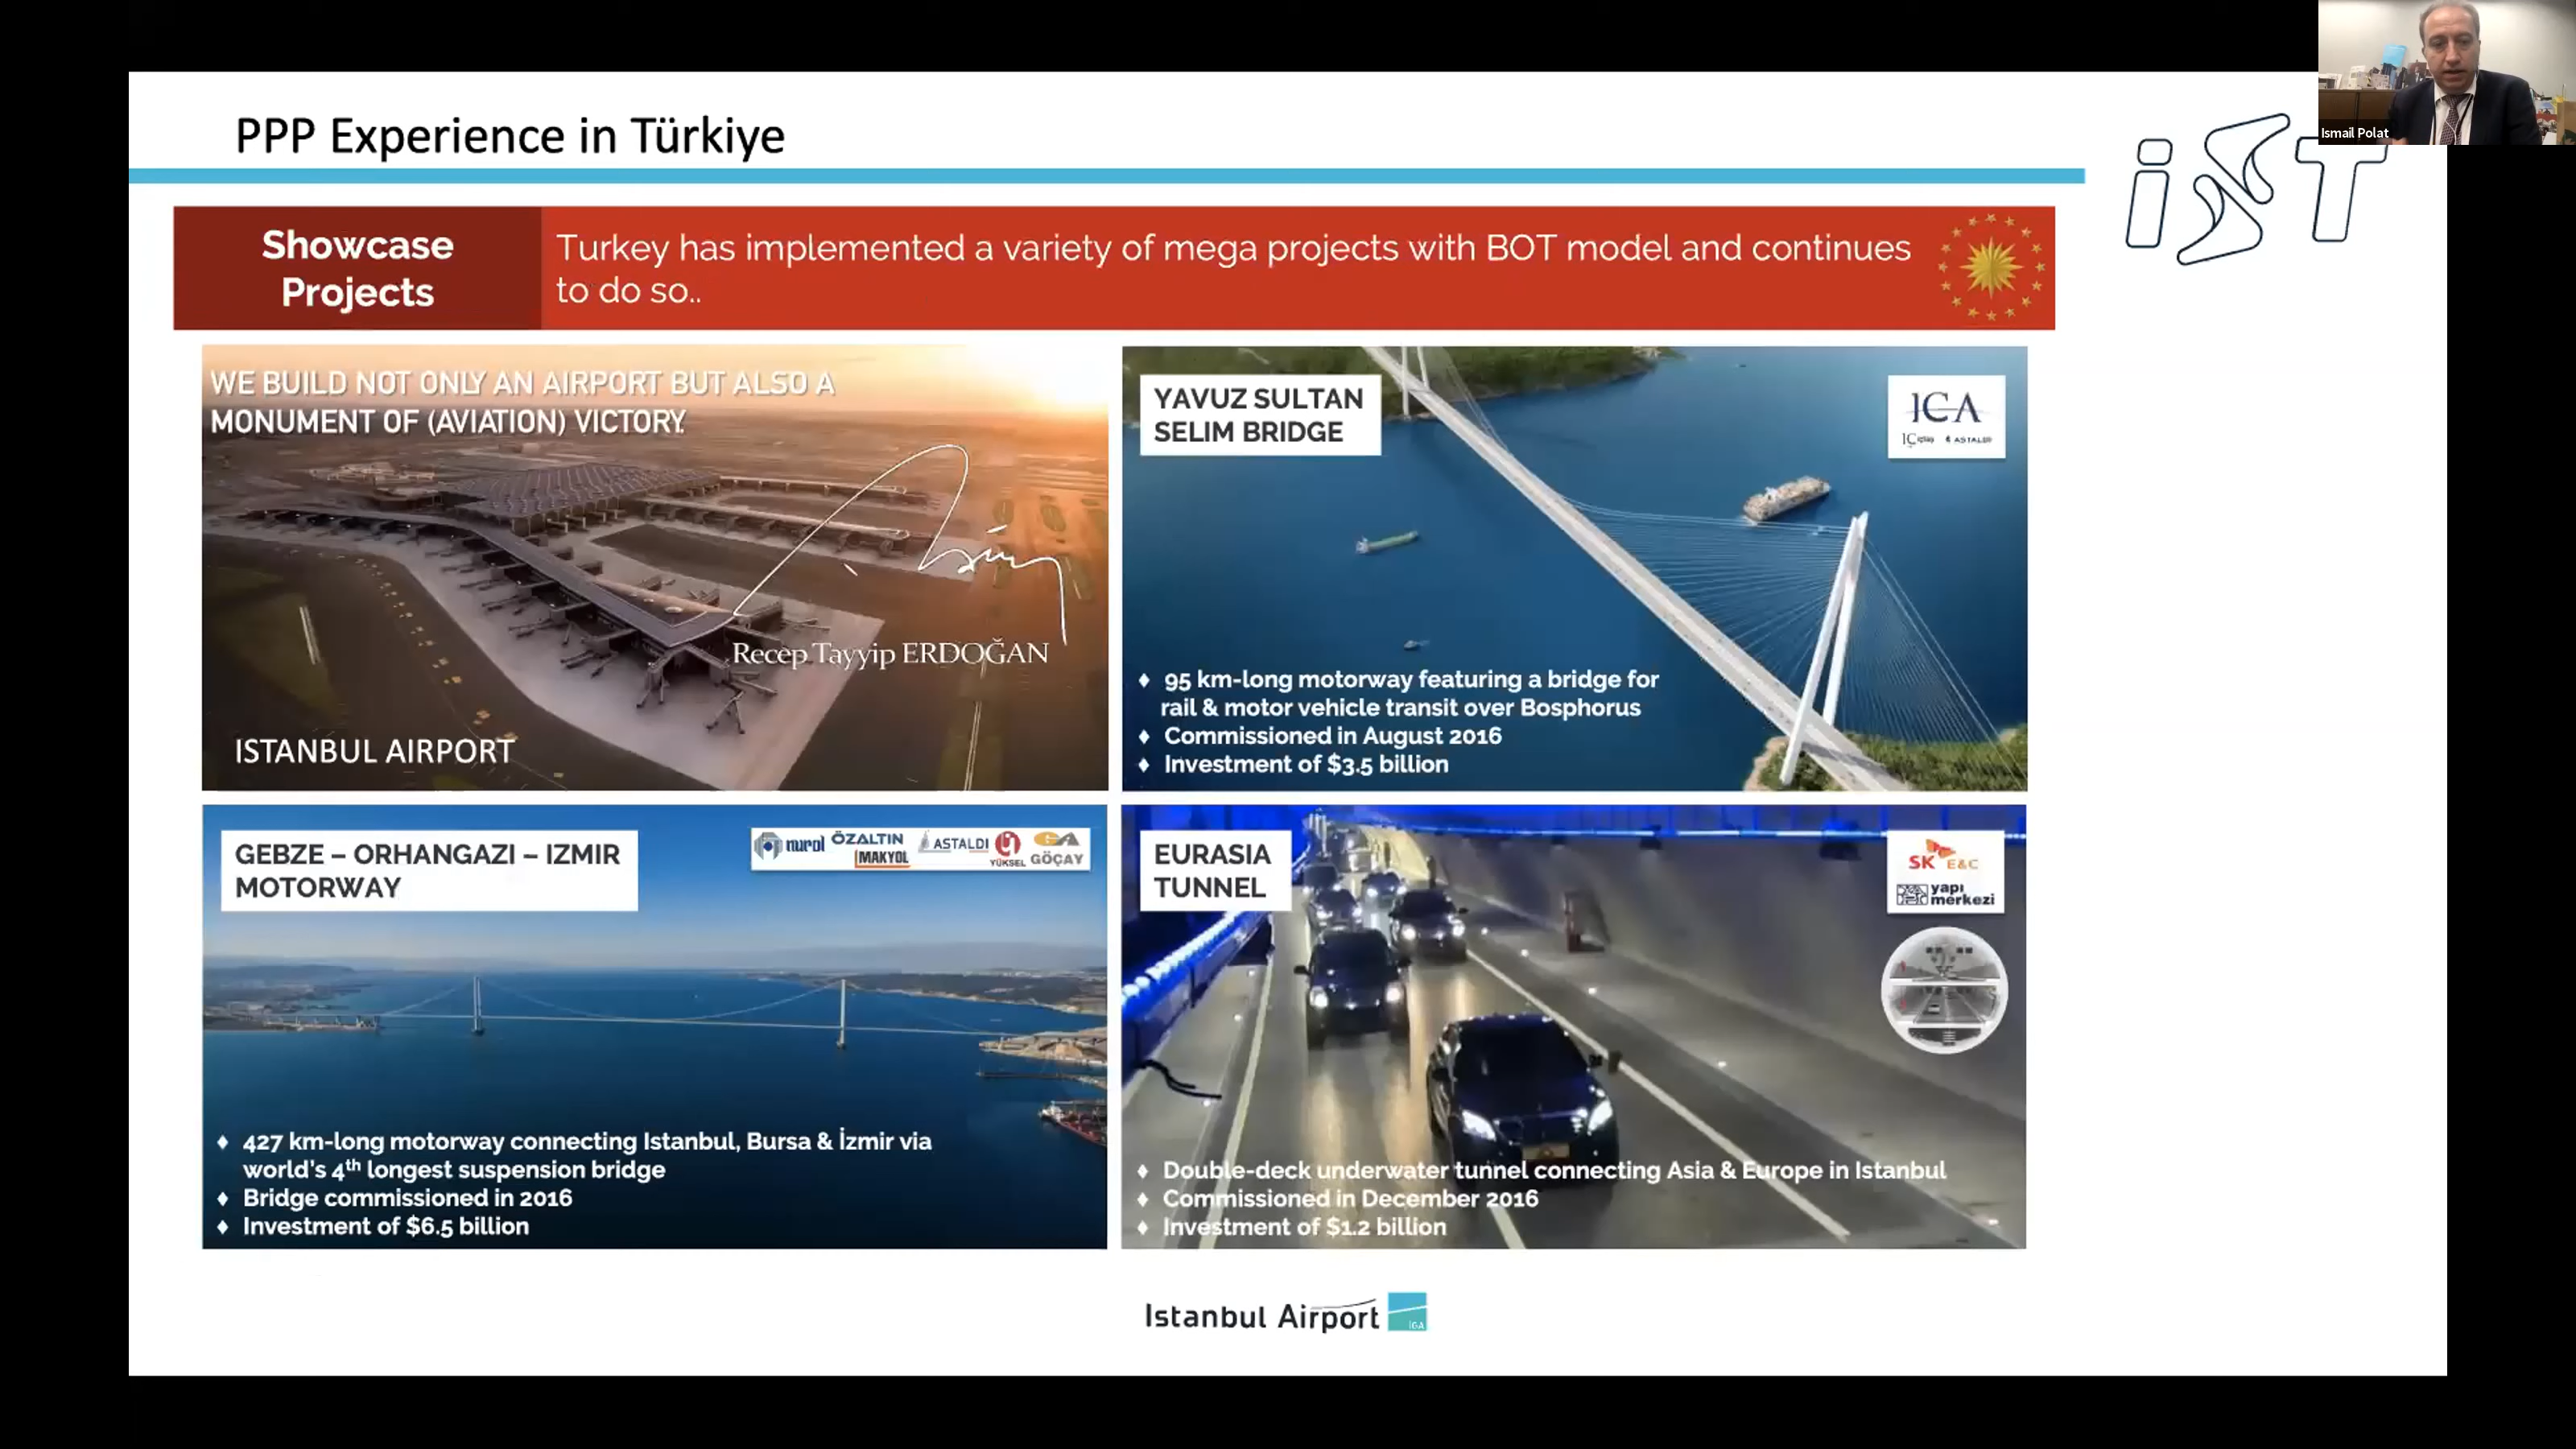 Ismail Polat
PPP Experience in Türkiye
iST
Showcase
Projects
Turkey has implemented a variety of mega projects with BOT model and continues
to do so..
WE BUILD NOT ONLY AN AIRPORT BUT ALSO A
MONUMENT OF (AVIATION) VICTORY.
Recep Tayyip ERDOĞAN
ISTANBUL AIRPORT
YAVUZ SULTAN
SELIM BRIDGE
ICA
IC içtaş ASTALDI
♦ 95 km-long motorway featuring a bridge for
rail & motor vehicle transit over Bosphorus
♦ Commissioned in August 2016
♦ Investment of $3.5 billion
GEBZE – ORHANGAZI – IZMIR
MOTORWAY
nurol ÖZALTIN MAKYOL ASTALDI YÜKSEL GÖÇAY
♦ 427 km-long motorway connecting Istanbul, Bursa & İzmir via
world's 4th longest suspension bridge
♦ Bridge commissioned in 2016
♦ Investment of $6.5 billion
EURASIA
TUNNEL
SK E&C
yapı
merkezi
♦ Double-deck underwater tunnel connecting Asia & Europe in Istanbul
♦ Commissioned in December 2016
♦ Investment of $1.2 billion
Istanbul Airport
iGA